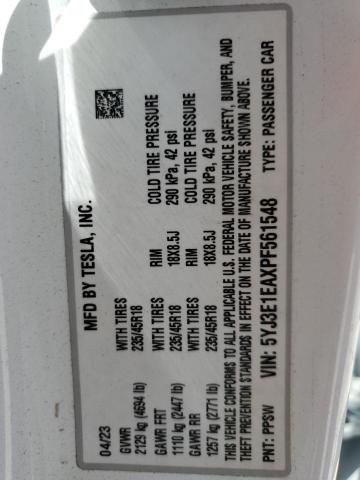 MFD BY TESLA, INC.
04/23
GVWR
2129 kg (4694 lb)
GAWR FRT WITH TIRES RIM COLD TIRE PRESSURE
1110 kg (2447 lb) 235/45R18 18X8.5J 290 kPa, 42 psi
GAWR RR WITH TIRES RIM COLD TIRE PRESSURE
1257 kg (2771 lb) 235/45R18 18X8.5J 290 kPa, 42 psi
THIS VEHICLE CONFORMS TO ALL APPLICABLE U.S. FEDERAL MOTOR VEHICLE SAFETY, BUMPER, AND
THEFT PREVENTION STANDARDS IN EFFECT ON THE DATE OF MANUFACTURE SHOWN ABOVE.
VIN: 5YJ3E1EAXPF561548
PNT: PPSW TYPE: PASSENGER CAR